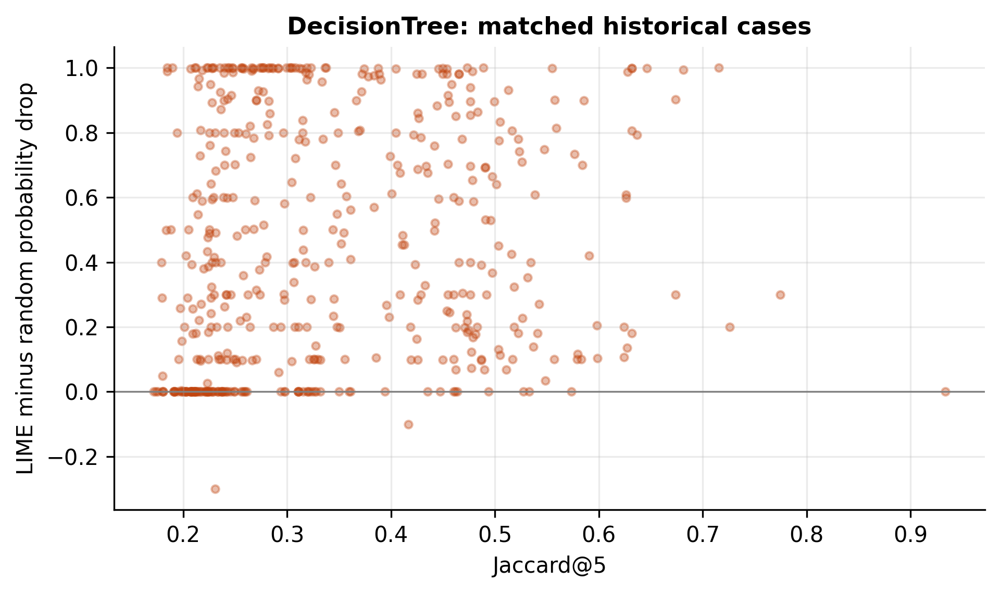 DecisionTree: matched historical cases
LIME minus random probability drop
1.0
0.8
0.6
0.4
0.2
0.0
−0.2
0.2 0.3 0.4 0.5 0.6 0.7 0.8 0.9
Jaccard@5